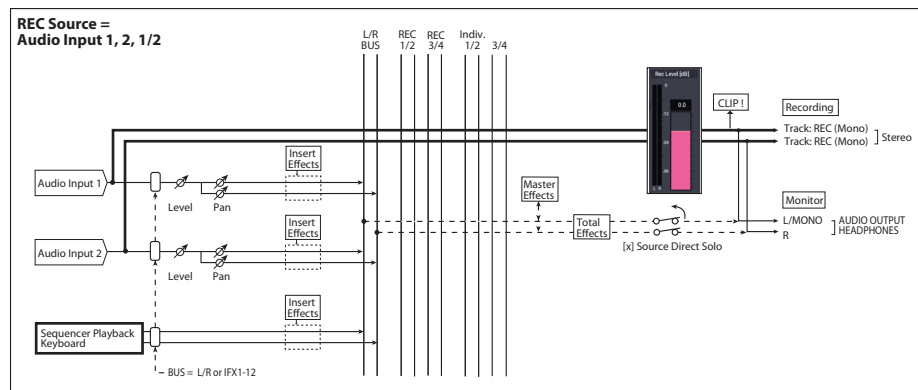 REC Source =
Audio Input 1, 2, 1/2
L/R
BUS
REC
1/2
REC
3/4
Indiv.
1/2
3/4
Rec Level [dB]
0.0
0
-12
-24
CLIP !
Recording
Track: REC (Mono)
Track: REC (Mono)
Stereo
Insert
Effects
Audio Input 1
Level
Pan
Master
Effects
Total
Effects
[x] Source Direct Solo
Monitor
L/MONO
R
AUDIO OUTPUT
HEADPHONES
Insert
Effects
Audio Input 2
Level
Pan
Insert
Effects
Sequencer Playback
Keyboard
BUS = L/R or IFX1-12